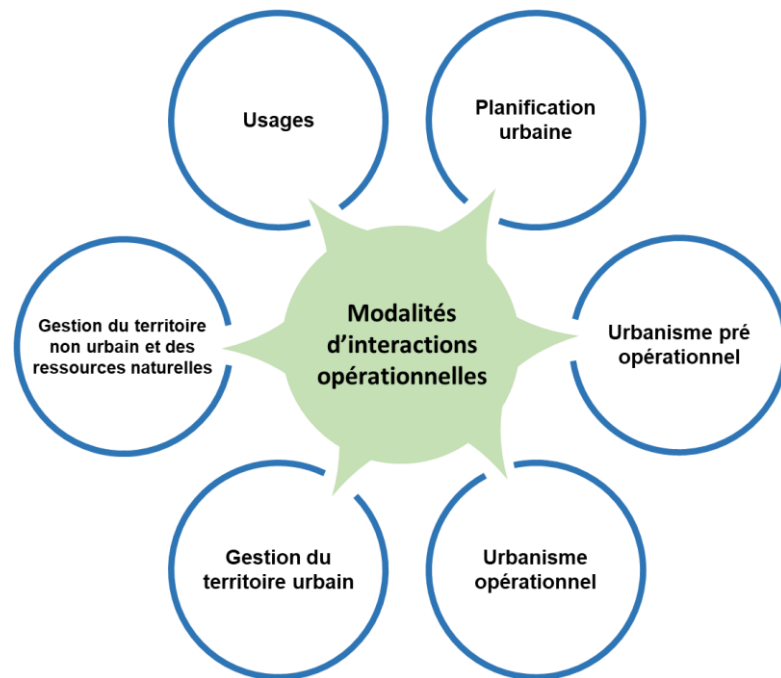 Usages
Planification
urbaine
Gestion du territoire
non urbain et des
ressources naturelles
Modalités
d'interactions
opérationnelles
Urbanisme pré
opérationnel
Gestion du
territoire urbain
Urbanisme
opérationnel